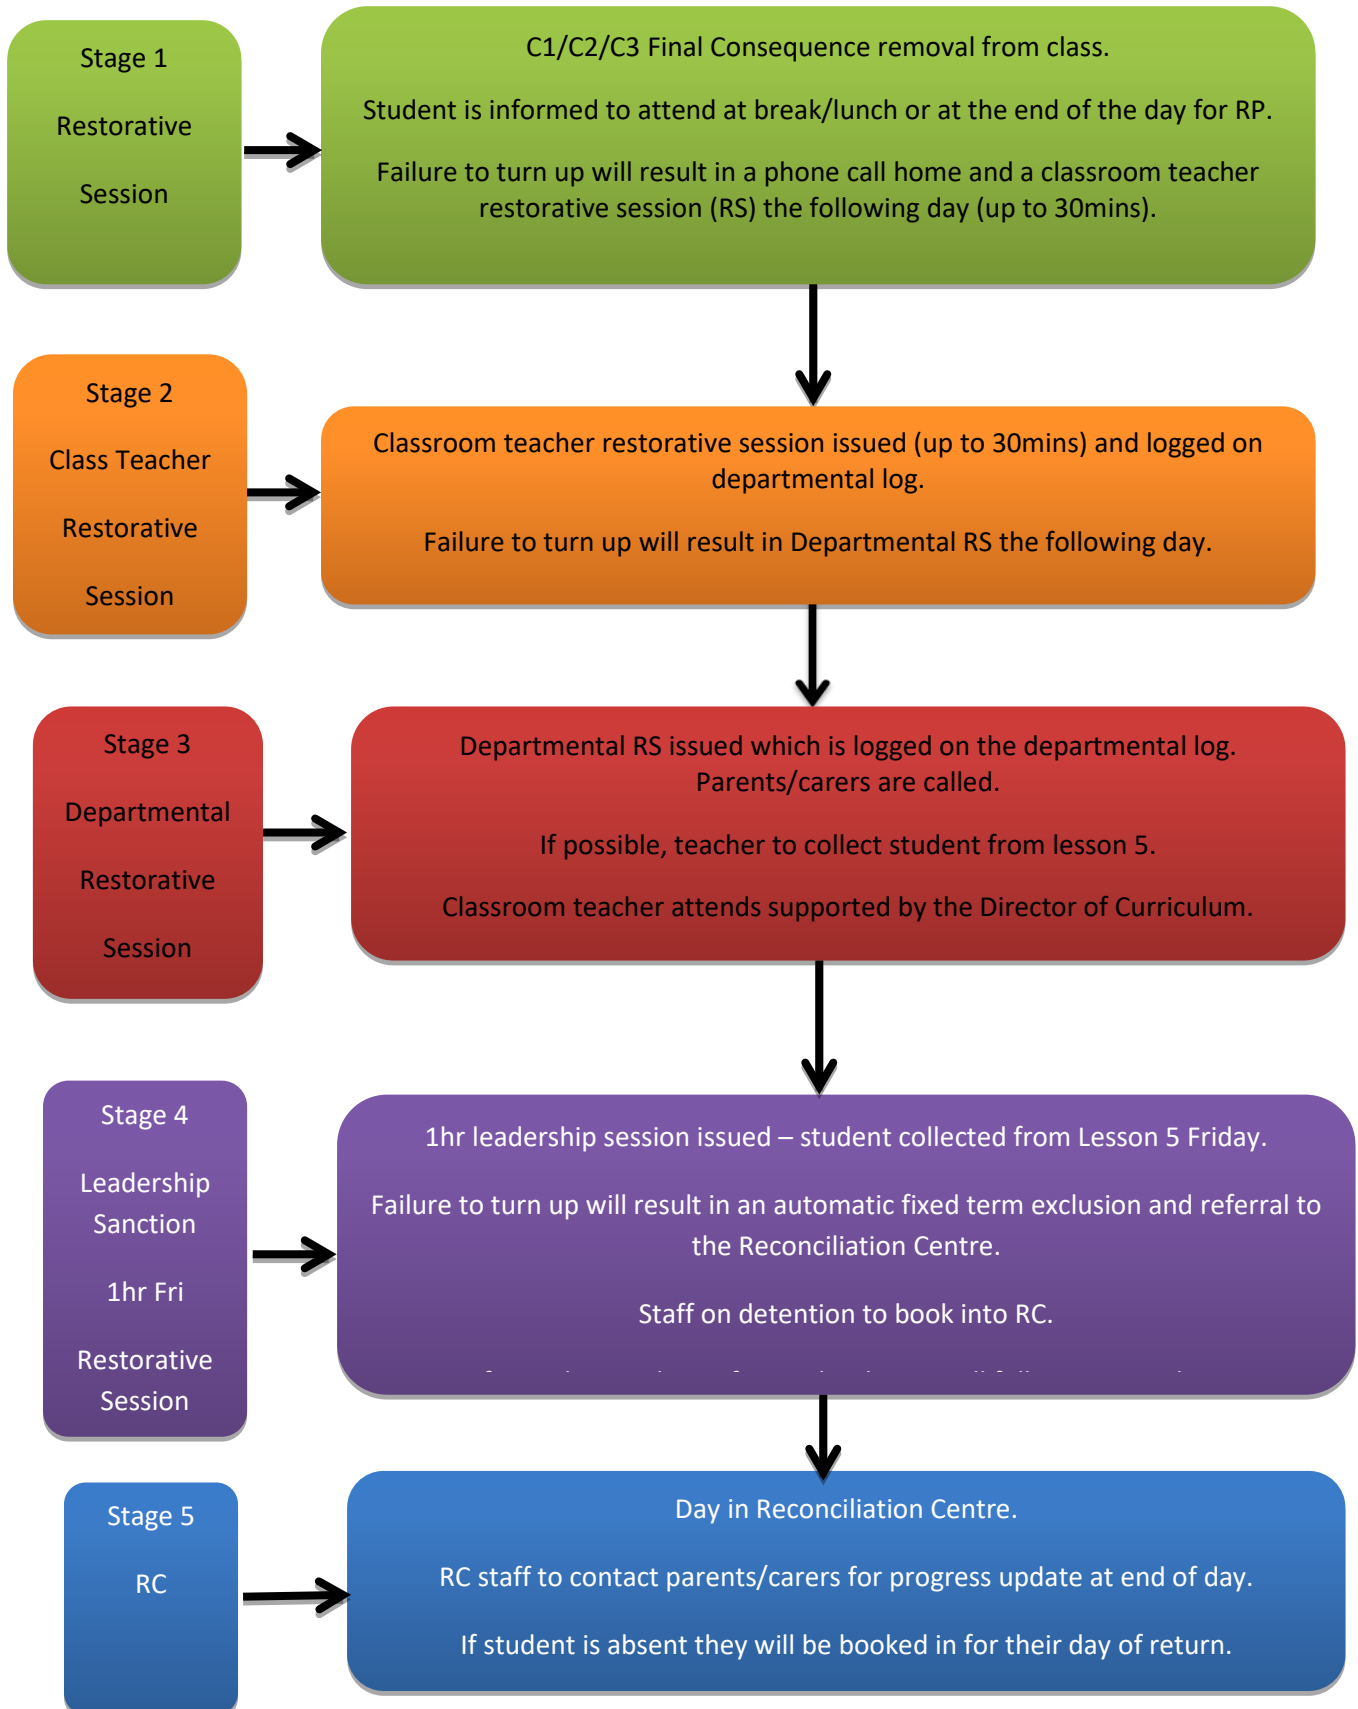 Stage 1
Restorative
Session
C1/C2/C3 Final Consequence removal from class.
Student is informed to attend at break/lunch or at the end of the day for RP.
Failure to turn up will result in a phone call home and a classroom teacher
restorative session (RS) the following day (up to 30mins).
Stage 2
Class Teacher
Restorative
Session
Classroom teacher restorative session issued (up to 30mins) and logged on
departmental log.
Failure to turn up will result in Departmental RS the following day.
Stage 3
Departmental
Restorative
Session
Departmental RS issued which is logged on the departmental log.
Parents/carers are called.
If possible, teacher to collect student from lesson 5.
Classroom teacher attends supported by the Director of Curriculum.
Stage 4
Leadership
Sanction
1hr Fri
Restorative
Session
1hr leadership session issued – student collected from Lesson 5 Friday.
Failure to turn up will result in an automatic fixed term exclusion and referral to
the Reconciliation Centre.
Staff on detention to book into RC.
Stage 5
RC
Day in Reconciliation Centre.
RC staff to contact parents/carers for progress update at end of day.
If student is absent they will be booked in for their day of return.